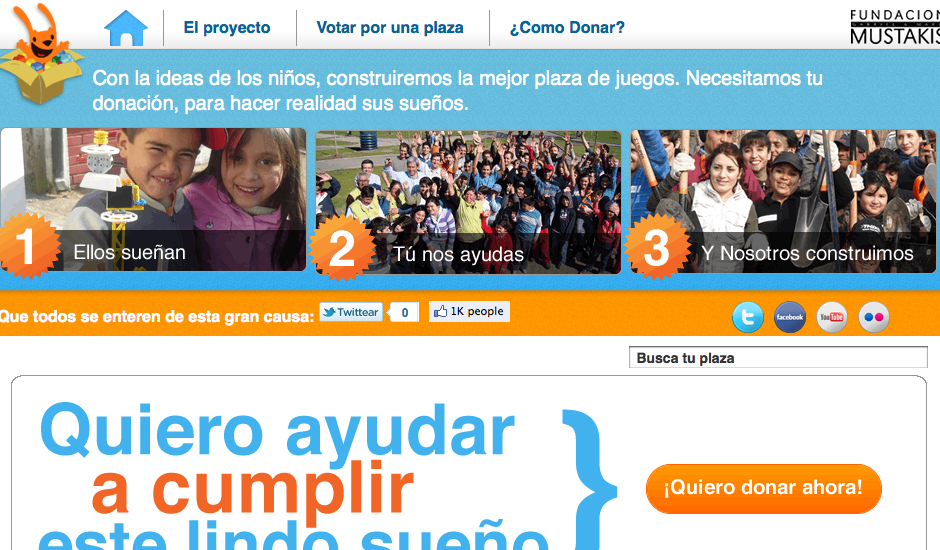 El proyecto
Votar por una plaza
¿Como Donar?
FUNDACION
GABRIEL & MARY
MUSTAKIS
Con la ideas de los niños, construiremos la mejor plaza de juegos. Necesitamos tu
donación, para hacer realidad sus sueños.
1
Ellos sueñan
2
Tú nos ayudas
3
Y Nosotros construimos
Que todos se enteren de esta gran causa:
Twittear
0
1K people
t
facebook
YouTube
Busca tu plaza
Quiero ayudar
a cumplir
este lindo sueño
}
¡Quiero donar ahora!